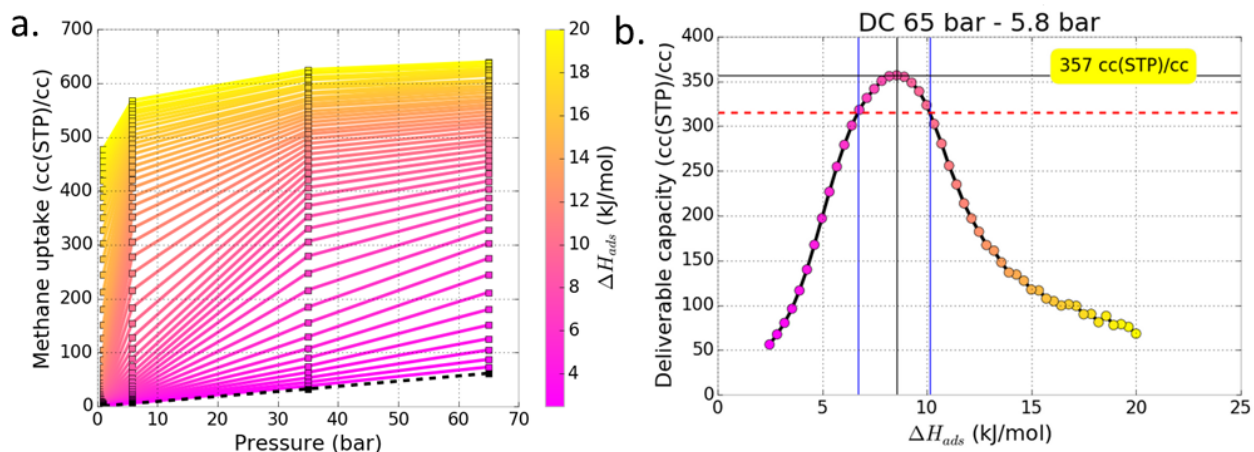 a.
Methane uptake (cc(STP)/cc)
700
600
500
400
300
200
100
0
0 10 20 30 40 50 60 70
Pressure (bar)
20
18
16
14
12
10
8
6
4
ΔH_ads (kJ/mol)
b.
DC 65 bar - 5.8 bar
357 cc(STP)/cc
Deliverable capacity (cc(STP)/cc)
400
350
300
250
200
150
100
50
0
0 5 10 15 20 25
ΔH_ads (kJ/mol)